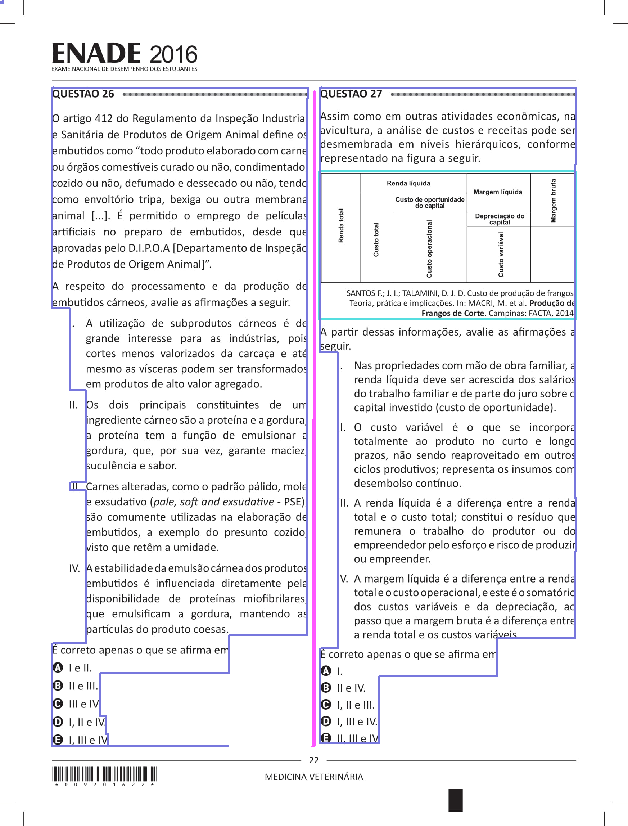 ENADE 2016
EXAME NACIONAL DE DESEMPENHO DOS ESTUDANTES
QUESTÃO 26
O artigo 412 do Regulamento da Inspeção Industrial
e Sanitária de Produtos de Origem Animal define os
embutidos como “todo produto elaborado com carne
ou órgãos comestíveis curado ou não, condimentado,
cozido ou não, defumado e dessecado ou não, tendo
como envoltório tripa, bexiga ou outra membrana
animal [...]. É permitido o emprego de películas
artificiais no preparo de embutidos, desde que
aprovadas pelo D.I.P.O.A [Departamento de Inspeção
de Produtos de Origem Animal]”.
A respeito do processamento e da produção de
embutidos cárneos, avalie as afirmações a seguir.
I. A utilização de subprodutos cárneos é de
grande interesse para as indústrias, pois
cortes menos valorizados da carcaça e até
mesmo as vísceras podem ser transformados
em produtos de alto valor agregado.
II. Os dois principais constituintes de um
ingrediente cárneo são a proteína e a gordura;
a proteína tem a função de emulsionar a
gordura, que, por sua vez, garante maciez,
suculência e sabor.
III. Carnes alteradas, como o padrão pálido, mole
e exsudativo (pale, soft and exsudative - PSE)
são comumente utilizadas na elaboração de
embutidos, a exemplo do presunto cozido,
visto que retêm a umidade.
IV. A estabilidade da emulsão cárnea dos produtos
embutidos é influenciada diretamente pela
disponibilidade de proteínas miofibrilares,
que emulsificam a gordura, mantendo as
partículas do produto coesas.
É correto apenas o que se afirma em
A I e II.
B II e III.
C III e IV.
D I, II e IV.
E I, III e IV.
QUESTÃO 27
Assim como em outras atividades econômicas, na
avicultura, a análise de custos e receitas pode ser
desmembrada em níveis hierárquicos, conforme
representado na figura a seguir.
Renda total
Renda líquida
Custo total
Custo de oportunidade
do capital
Custo operacional
Margem líquida
Depreciação do
capital
Custo variável
Margem bruta
SANTOS F.; J. I.; TALAMINI, D. J. D. Custo de produção de frangos:
Teoria, prática e implicações. In: MACRI, M. et al. Produção de
Frangos de Corte. Campinas: FACTA, 2014.
A partir dessas informações, avalie as afirmações a
seguir.
I. Nas propriedades com mão de obra familiar, a
renda líquida deve ser acrescida dos salários
do trabalho familiar e de parte do juro sobre o
capital investido (custo de oportunidade).
II. O custo variável é o que se incorpora
totalmente ao produto no curto e longo
prazos, não sendo reaproveitado em outros
ciclos produtivos; representa os insumos com
desembolso contínuo.
III. A renda líquida é a diferença entre a renda
total e o custo total; constitui o resíduo que
remunera o trabalho do produtor ou do
empreendedor pelo esforço e risco de produzir
ou empreender.
IV. A margem líquida é a diferença entre a renda
total e o custo operacional, e este é o somatório
dos custos variáveis e da depreciação, ao
passo que a margem bruta é a diferença entre
a renda total e os custos variáveis.
É correto apenas o que se afirma em
A I.
B II e IV.
C I, II e III.
D I, III e IV.
E II, III e IV.
22
MEDICINA VETERINÁRIA